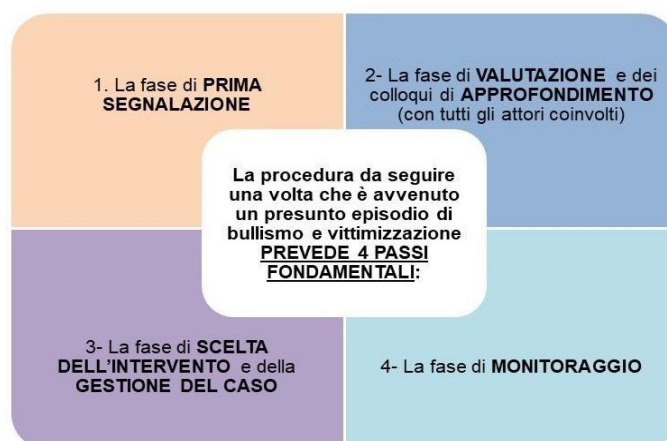 1. La fase di PRIMA
SEGNALAZIONE
2- La fase di VALUTAZIONE e dei
colloqui di APPROFONDIMENTO
(con tutti gli attori coinvolti)
La procedura da seguire
una volta che è avvenuto
un presunto episodio di
bullismo e vittimizzazione
PREVEDE 4 PASSI
FONDAMENTALI:
3- La fase di SCELTA
DELL'INTERVENTO e della
GESTIONE DEL CASO
4- La fase di MONITORAGGIO